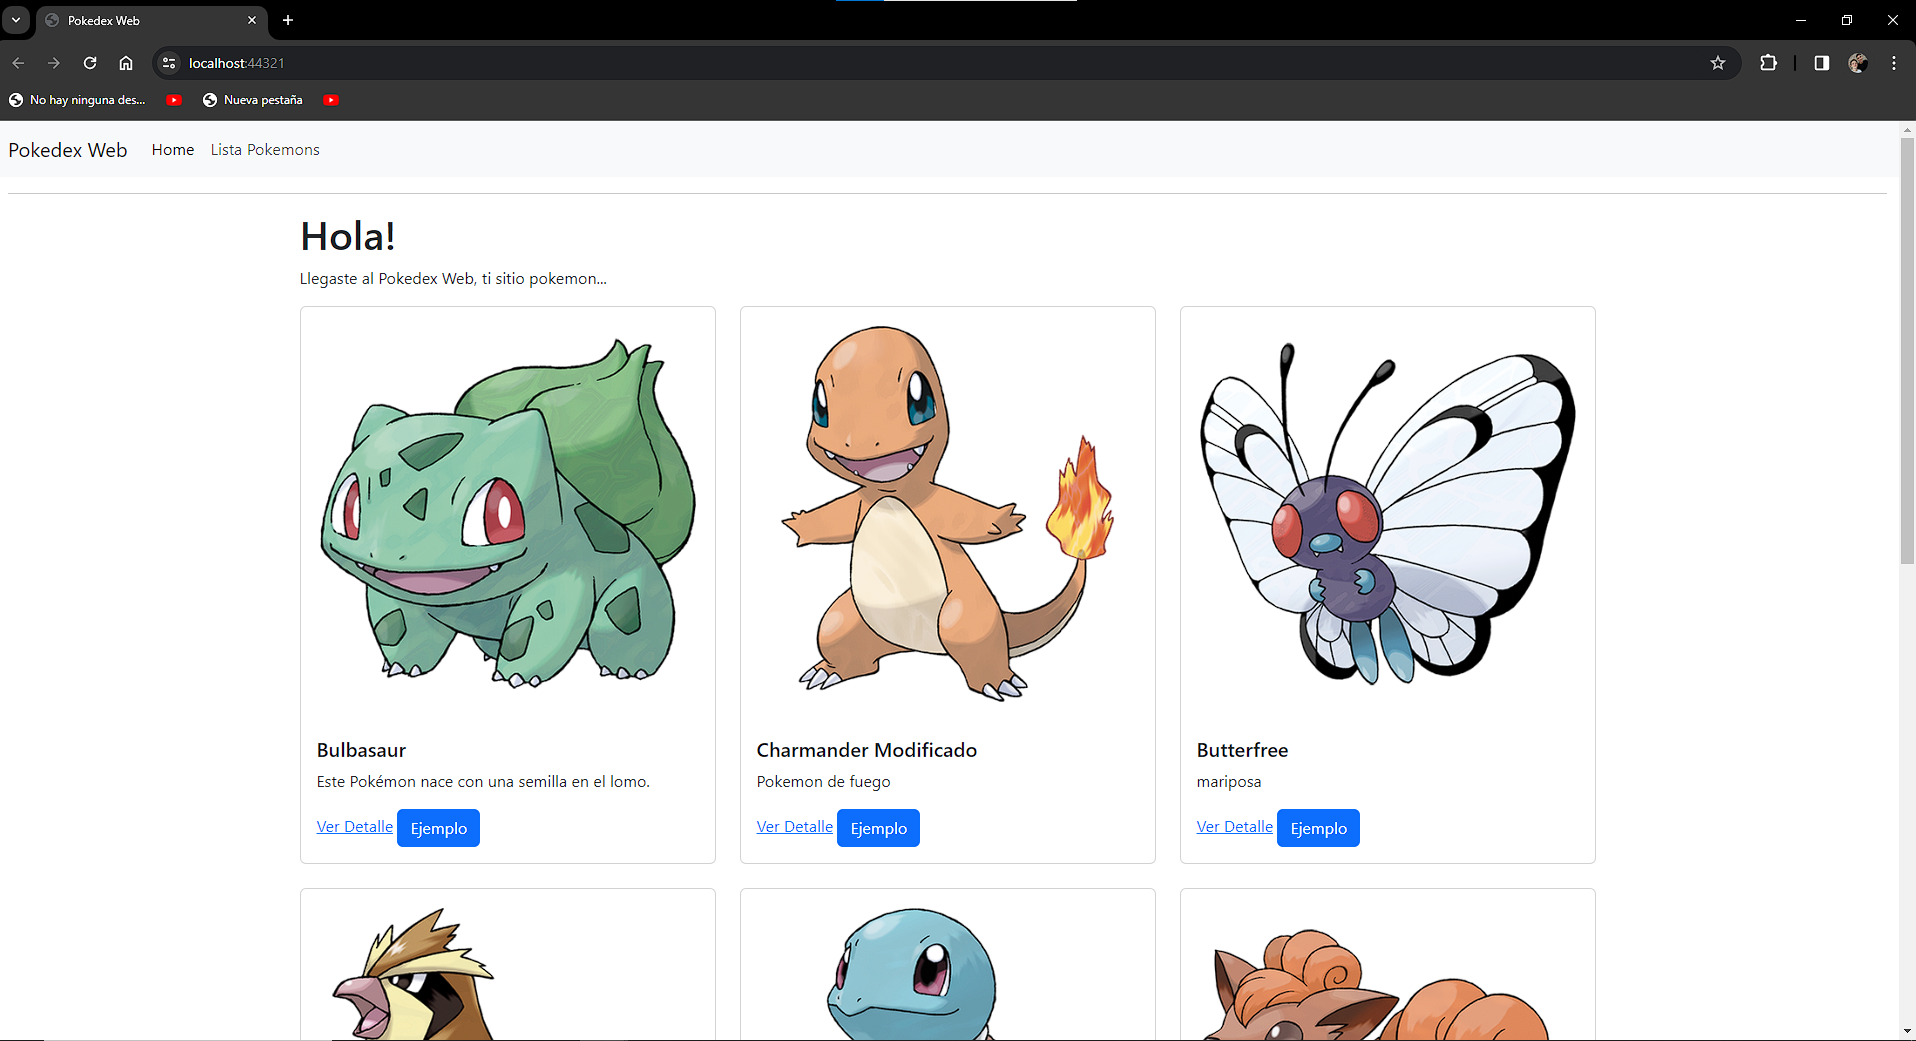 Pokedex Web
localhost:44321
No hay ninguna des... Nueva pestaña
Pokedex Web Home Lista Pokemons
Hola!
Llegaste al Pokedex Web, ti sitio pokemon...
Bulbasaur
Este Pokémon nace con una semilla en el lomo.
Ver Detalle Ejemplo
Charmander Modificado
Pokemon de fuego
Ver Detalle Ejemplo
Butterfree
mariposa
Ver Detalle Ejemplo